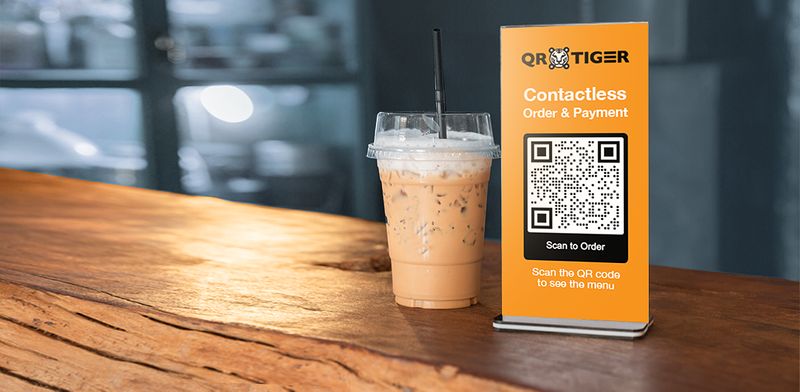 QR TIGER
Contactless
Order & Payment
Scan to Order
Scan the QR code
to see the menu